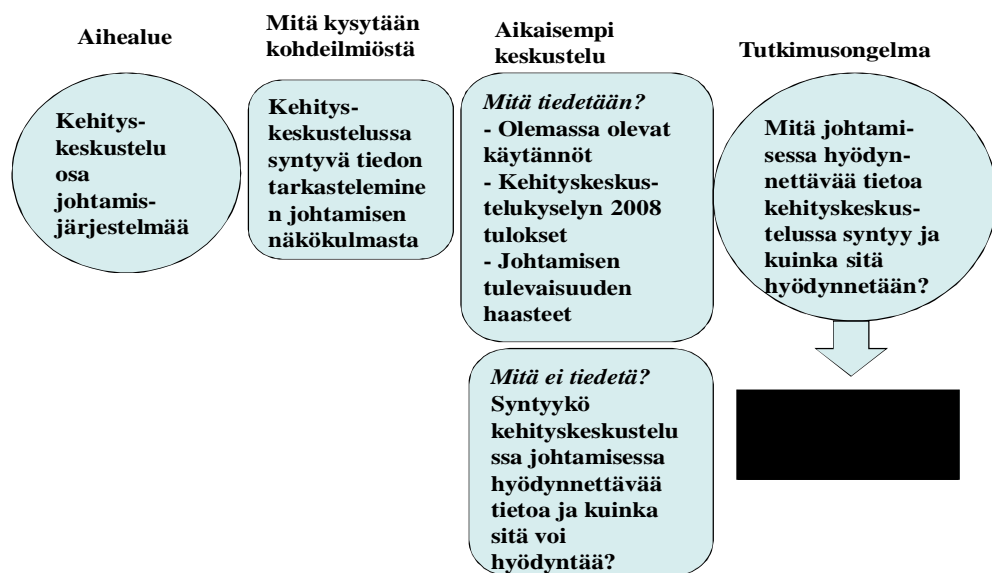 Aihealue
Kehitys-
keskustelu
osa
johtamis-
järjestelmää
Mitä kysytään
kohdeilmiöstä
Kehitys-
keskustelussa
syntyvä tiedon
tarkastelemine
n johtamisen
näkökulmasta
Aikaisempi
keskustelu
Mitä tiedetään?
- Olemassa olevat
käytännöt
- Kehityskeskus-
telukyselyn 2008
tulokset
- Johtamisen
tulevaisuuden
haasteet
Mitä ei tiedetä?
Syntyykö
kehityskeskustelu
ssa johtamisessa
hyödynnettävää
tietoa ja kuinka
sitä voi
hyödyntää?
Tutkimusongelma
Mitä johtami-
sessa hyödyn-
nettävää tietoa
kehityskeskus-
telussa syntyy ja
kuinka sitä
hyödynnetään?